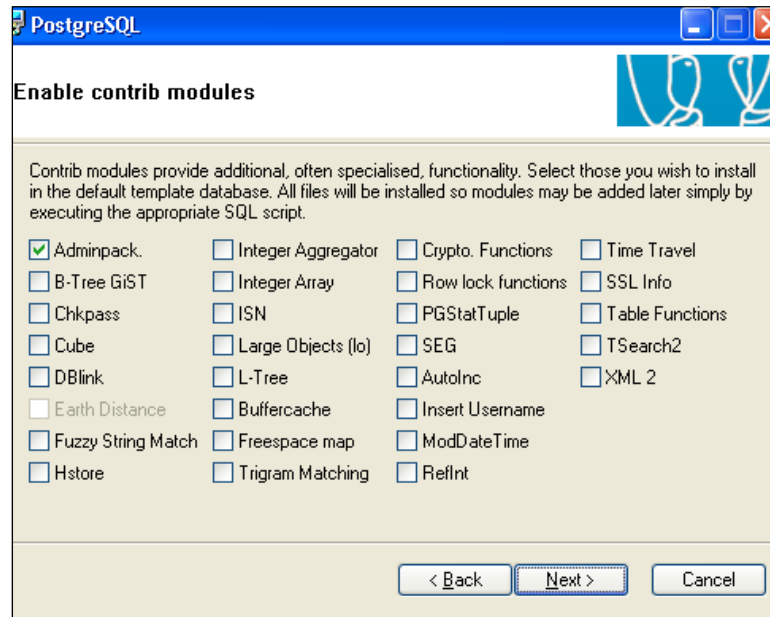 PostgreSQL
Enable contrib modules
Contrib modules provide additional, often specialised, functionality. Select those you wish to install
in the default template database. All files will be installed so modules may be added later simply by
executing the appropriate SQL script.
Adminpack. Integer Aggregator Crypto. Functions Time Travel
B-Tree GiST Integer Array Row lock functions SSL Info
Chkpass ISN PGStatTuple Table Functions
Cube Large Objects (lo) SEG TSearch2
DBlink L-Tree AutoInc XML 2
Earth Distance Buffercache Insert Username
Fuzzy String Match Freespace map ModDateTime
Hstore Trigram Matching RefInt
< Back Next > Cancel